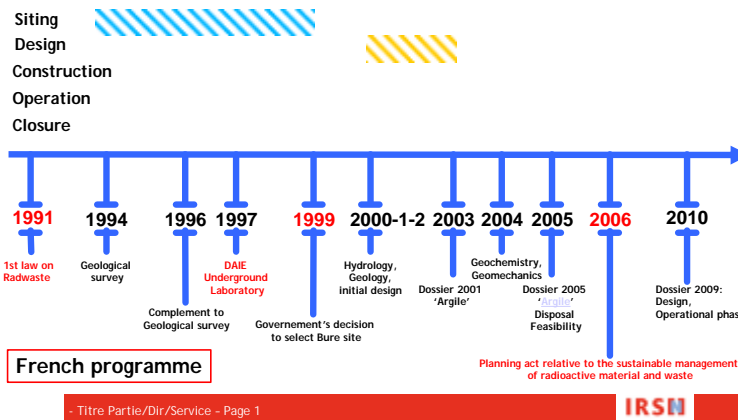 Siting
Design
Construction
Operation
Closure
1991
1994
1996
1997
1999
2000-1-2
2003
2004
2005
2006
2010
1st law on
Radwaste
Geological
survey
Complement to
Geological survey
DAIE
Underground
Laboratory
Governement's decision
to select Bure site
Hydrology,
Geology,
initial design
Dossier 2001
'Argile'
Geochemistry,
Geomechanics
Dossier 2005
'Argile'
Disposal
Feasibility
Planning act relative to the sustainable management
of radioactive material and waste
Dossier 2009:
Design,
Operational phas
French programme
- Titre Partie/Dir/Service - Page 1
IRSN